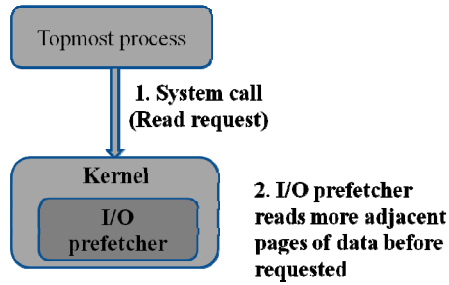 Topmost process
1. System call
(Read request)
Kernel
I/O
prefetcher
2. I/O prefetcher
reads more adjacent
pages of data before
requested